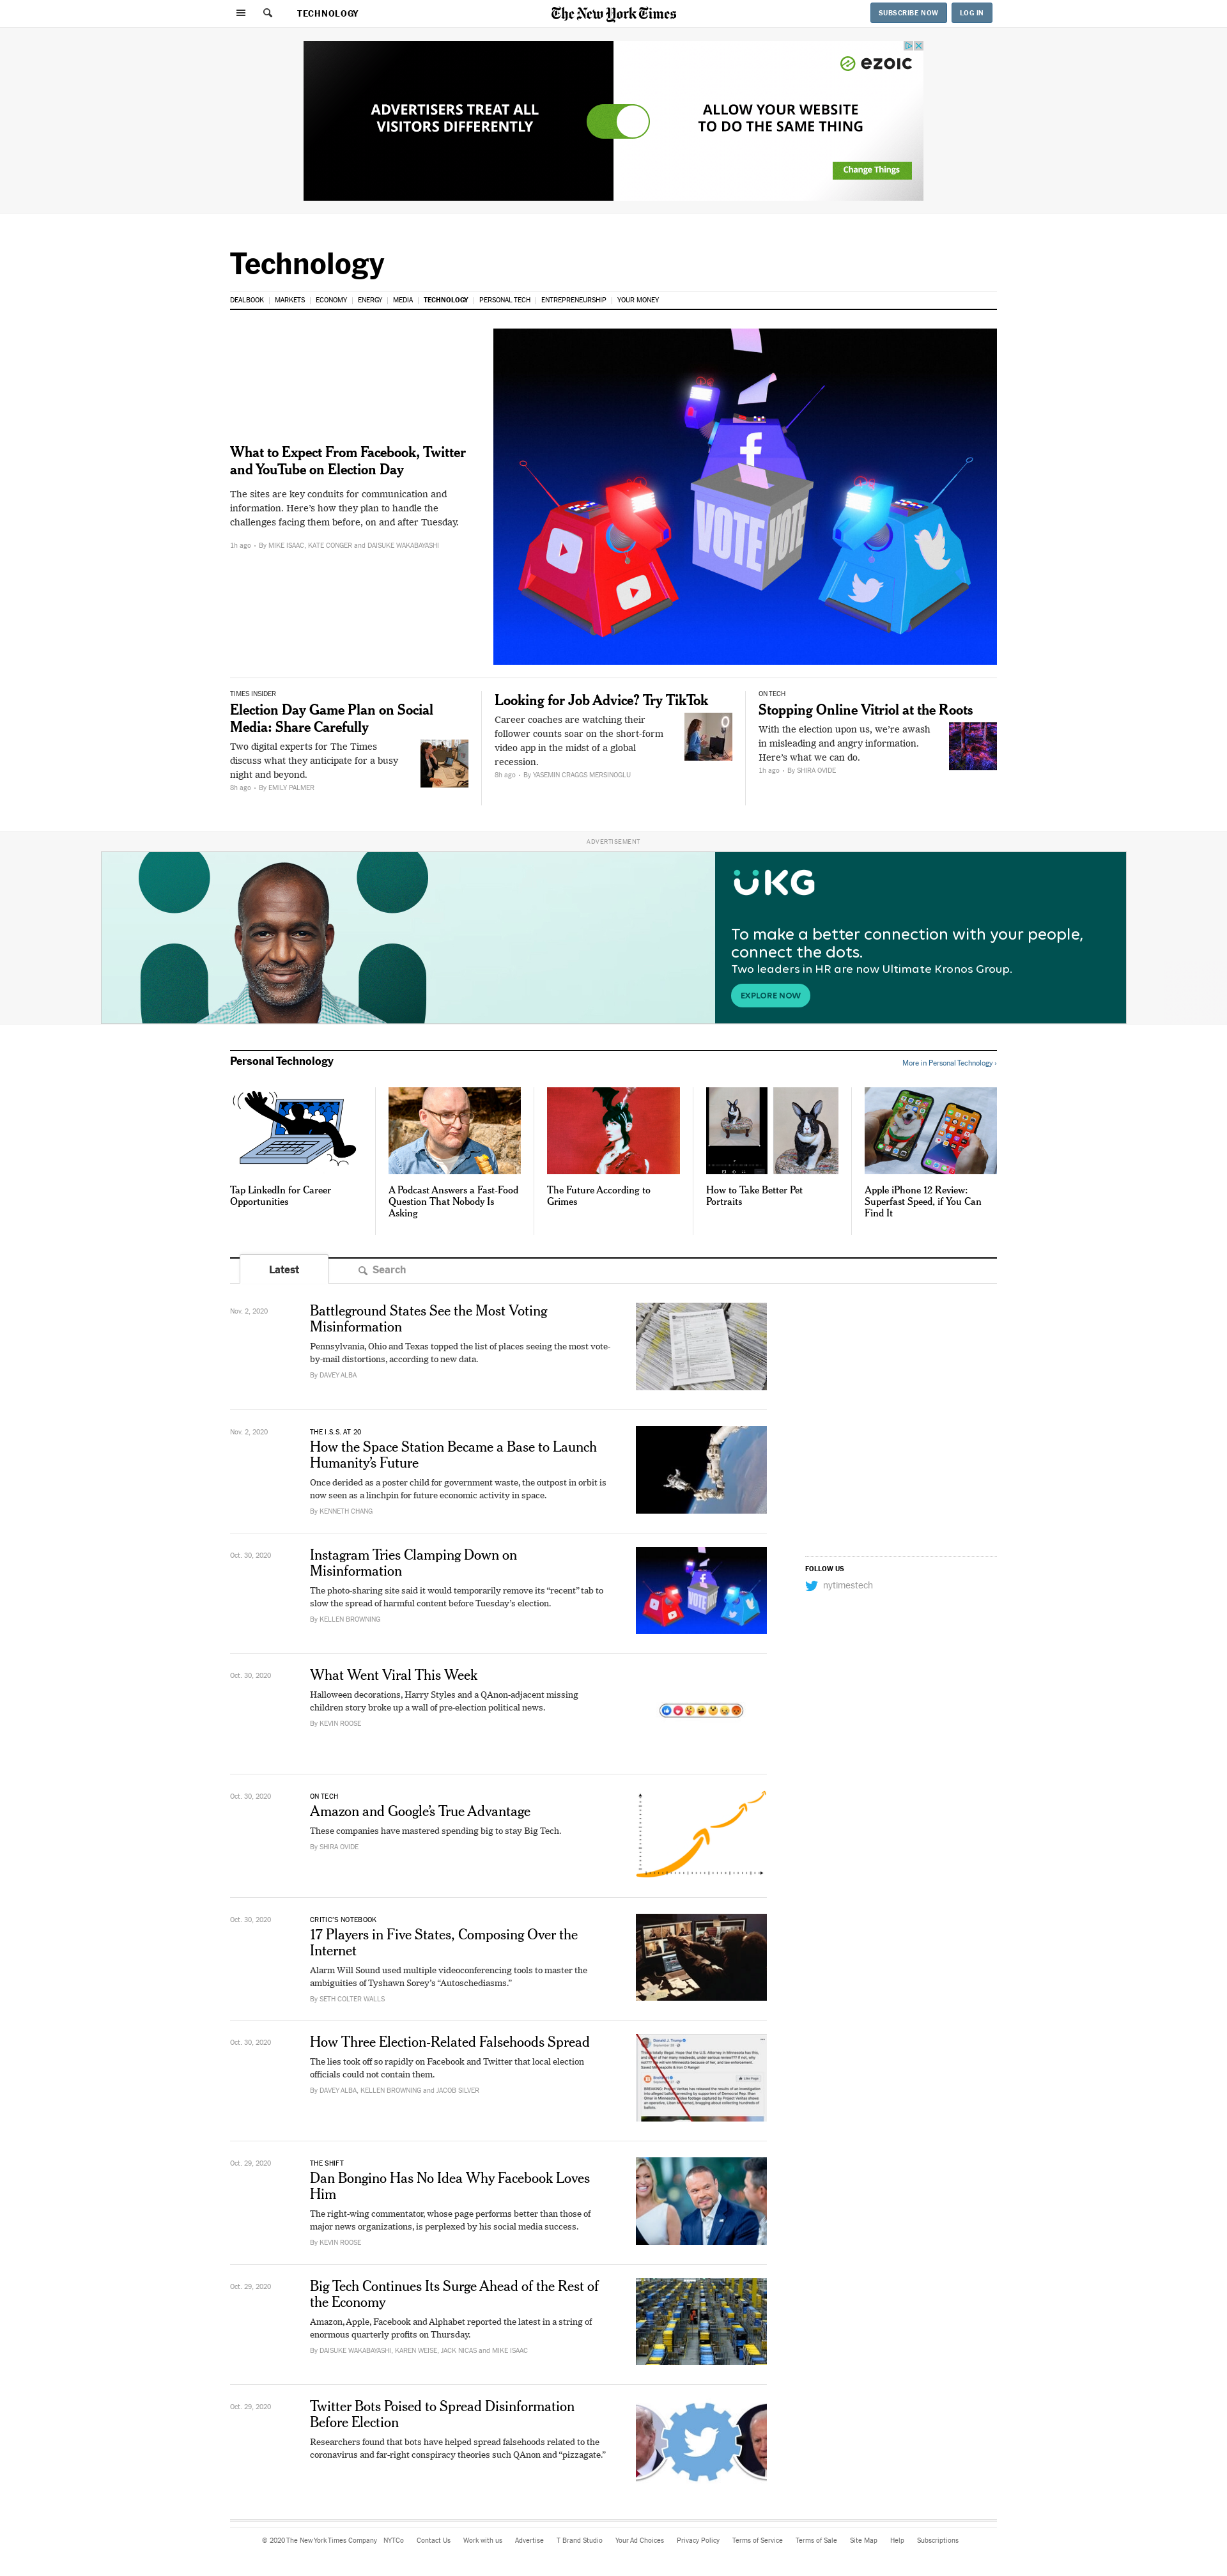 TECHNOLOGY
The New York Times
SUBSCRIBE NOW
LOG IN
ADVERTISERS TREAT ALL
VISITORS DIFFERENTLY
ezoic
ALLOW YOUR WEBSITE
TO DO THE SAME THING
Change Things
Technology
DEALBOOK | MARKETS | ECONOMY | ENERGY | MEDIA | TECHNOLOGY | PERSONAL TECH | ENTREPRENEURSHIP | YOUR MONEY
What to Expect From Facebook, Twitter
and YouTube on Election Day
The sites are key conduits for communication and
information. Here's how they plan to handle the
challenges facing them before, on and after Tuesday.
1h ago • By MIKE ISAAC, KATE CONGER and DAISUKE WAKABAYASHI
VOTE
VOTE
TIMES INSIDER
Election Day Game Plan on Social
Media: Share Carefully
Two digital experts for The Times
discuss what they anticipate for a busy
night and beyond.
8h ago • By EMILY PALMER
Looking for Job Advice? Try TikTok
Career coaches are watching their
follower counts soar on the short-form
video app in the midst of a global
recession.
8h ago • By YASEMIN CRAGGS MERSINOGLU
ON TECH
Stopping Online Vitriol at the Roots
With the election upon us, we're awash
in misleading and angry information.
Here's what we can do.
1h ago • By SHIRA OVIDE
ADVERTISEMENT
UKG
To make a better connection with your people,
connect the dots.
Two leaders in HR are now Ultimate Kronos Group.
EXPLORE NOW
Personal Technology
More in Personal Technology ›
Tap LinkedIn for Career
Opportunities
A Podcast Answers a Fast-Food
Question That Nobody Is
Asking
The Future According to
Grimes
How to Take Better Pet
Portraits
Apple iPhone 12 Review:
Superfast Speed, if You Can
Find It
Latest
Search
Nov. 2, 2020
Battleground States See the Most Voting
Misinformation
Pennsylvania, Ohio and Texas topped the list of places seeing the most vote-
by-mail distortions, according to new data.
By DAVEY ALBA
Nov. 2, 2020
THE I.S.S. AT 20
How the Space Station Became a Base to Launch
Humanity's Future
Once derided as a poster child for government waste, the outpost in orbit is
now seen as a linchpin for future economic activity in space.
By KENNETH CHANG
Oct. 30, 2020
Instagram Tries Clamping Down on
Misinformation
The photo-sharing site said it would temporarily remove its “recent” tab to
slow the spread of harmful content before Tuesday's election.
By KELLEN BROWNING
VOTE
FOLLOW US
nytimestech
Oct. 30, 2020
What Went Viral This Week
Halloween decorations, Harry Styles and a QAnon-adjacent missing
children story broke up a wall of pre-election political news.
By KEVIN ROOSE
Oct. 30, 2020
ON TECH
Amazon and Google's True Advantage
These companies have mastered spending big to stay Big Tech.
By SHIRA OVIDE
Oct. 30, 2020
CRITIC'S NOTEBOOK
17 Players in Five States, Composing Over the
Internet
Alarm Will Sound used multiple videoconferencing tools to master the
ambiguities of Tyshawn Sorey's “Autoschediasms.”
By SETH COLTER WALLS
Oct. 30, 2020
How Three Election-Related Falsehoods Spread
The lies took off so rapidly on Facebook and Twitter that local election
officials could not contain them.
By DAVEY ALBA, KELLEN BROWNING and JACOB SILVER
Donald J. Trump
Oct. 29, 2020
THE SHIFT
Dan Bongino Has No Idea Why Facebook Loves
Him
The right-wing commentator, whose page performs better than those of
major news organizations, is perplexed by his social media success.
By KEVIN ROOSE
Oct. 29, 2020
Big Tech Continues Its Surge Ahead of the Rest of
the Economy
Amazon, Apple, Facebook and Alphabet reported the latest in a string of
enormous quarterly profits on Thursday.
By DAISUKE WAKABAYASHI, KAREN WEISE, JACK NICAS and MIKE ISAAC
Oct. 29, 2020
Twitter Bots Poised to Spread Disinformation
Before Election
Researchers found that bots have helped spread falsehoods related to the
coronavirus and far-right conspiracy theories such QAnon and “pizzagate.”
© 2020 The New York Times Company NYTCo Contact Us Work with us Advertise T Brand Studio Your Ad Choices Privacy Policy Terms of Service Terms of Sale Site Map Help Subscriptions